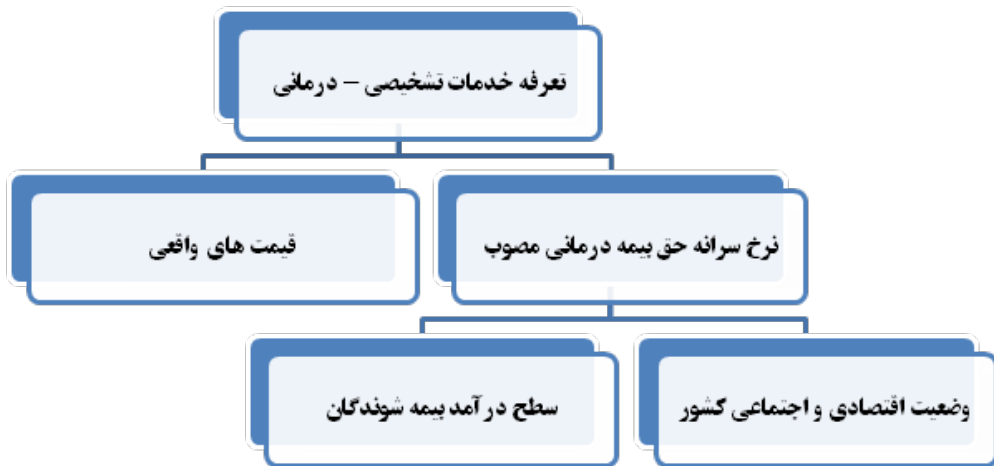 تعرفه خدمات تشخیصی – درمانی
نرخ سرانه حق بیمه درمانی مصوب
قیمت های واقعی
وضعیت اقتصادی و اجتماعی کشور
سطح درآمد بیمه شوندگان